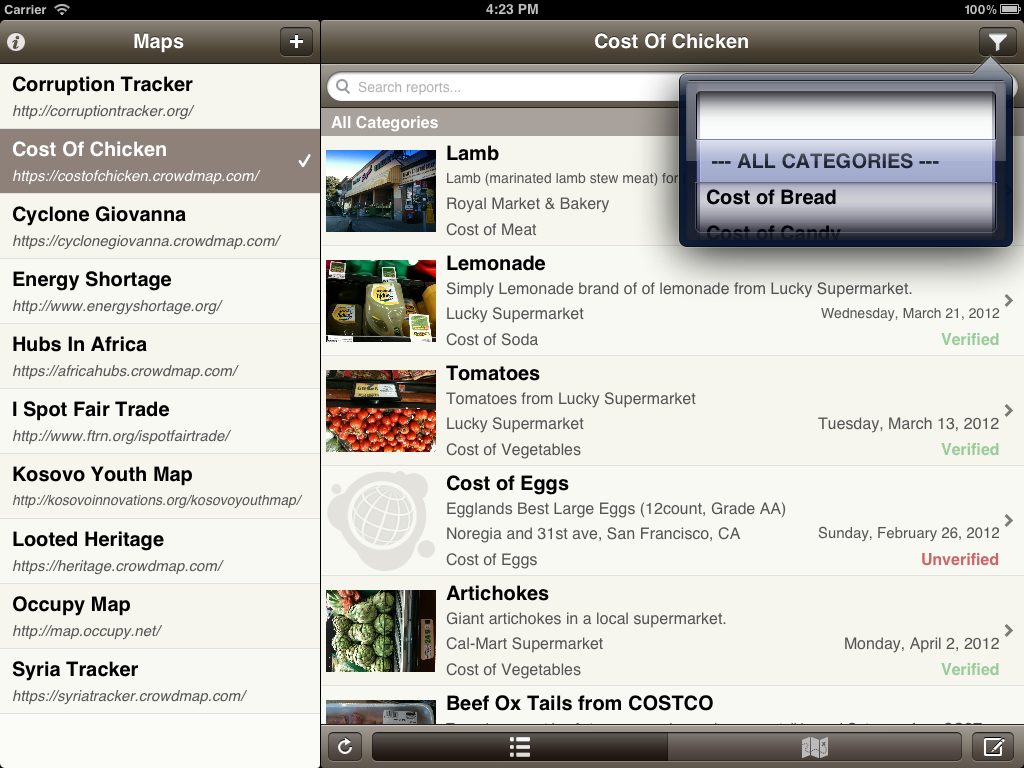 Carrier 4:23 PM 100%
Maps
Corruption Tracker
http://corruptiontracker.org/
Cost Of Chicken
https://costofchicken.crowdmap.com/
Cyclone Giovanna
https://cyclonegiovanna.crowdmap.com/
Energy Shortage
http://www.energyshortage.org/
Hubs In Africa
https://africahubs.crowdmap.com/
I Spot Fair Trade
http://www.ftrn.org/ispotfairtrade/
Kosovo Youth Map
http://kosovoinnovations.org/kosovoyouthmap/
Looted Heritage
https://heritage.crowdmap.com/
Occupy Map
http://map.occupy.net/
Syria Tracker
https://syriatracker.crowdmap.com/
Cost Of Chicken
Search reports...
All Categories
--- ALL CATEGORIES ---
Cost of Bread
Cost of Candy
Lamb
Lamb (marinated lamb stew meat) for
Royal Market & Bakery
Cost of Meat
Lemonade
Simply Lemonade brand of of lemonade from Lucky Supermarket.
Lucky Supermarket Wednesday, March 21, 2012
Cost of Soda Verified
Tomatoes
Tomatoes from Lucky Supermarket
Lucky Supermarket Tuesday, March 13, 2012
Cost of Vegetables Verified
Cost of Eggs
Egglands Best Large Eggs (12count, Grade AA)
Noregia and 31st ave, San Francisco, CA Sunday, February 26, 2012
Cost of Eggs Unverified
Artichokes
Giant artichokes in a local supermarket.
Cal-Mart Supermarket Monday, April 2, 2012
Cost of Vegetables Verified
Beef Ox Tails from COSTCO